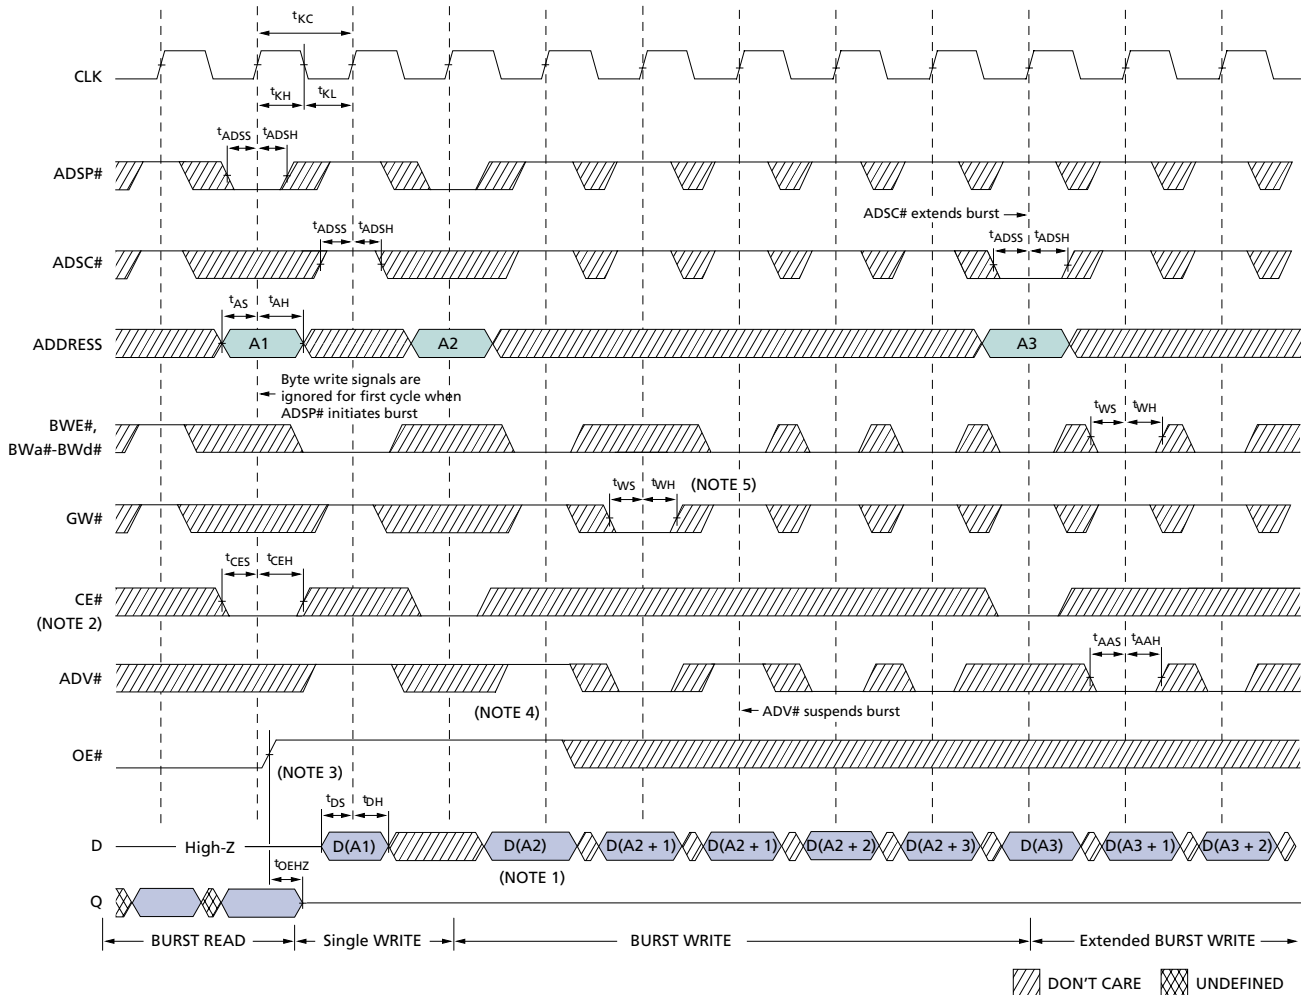 tKC
CLK
tKH tKL
tADSS tADSH
ADSP#
ADSC# extends burst
tADSS tADSH tADSS tADSH
ADSC#
tAS tAH
ADDRESS A1 A2 A3
Byte write signals are
ignored for first cycle when
ADSP# initiates burst
BWE#,
BWa#-BWd#
tWS tWH
tWS tWH (NOTE 5)
GW#
tCES tCEH
CE#
(NOTE 2)
tAAS tAAH
ADV#
(NOTE 4) ADV# suspends burst
OE#
(NOTE 3)
tDS tDH
D High-Z D(A1) D(A2) D(A2 + 1) D(A2 + 1) D(A2 + 2) D(A2 + 3) D(A3) D(A3 + 1) D(A3 + 2)
tOEHZ (NOTE 1)
Q
BURST READ Single WRITE BURST WRITE Extended BURST WRITE
DON'T CARE UNDEFINED